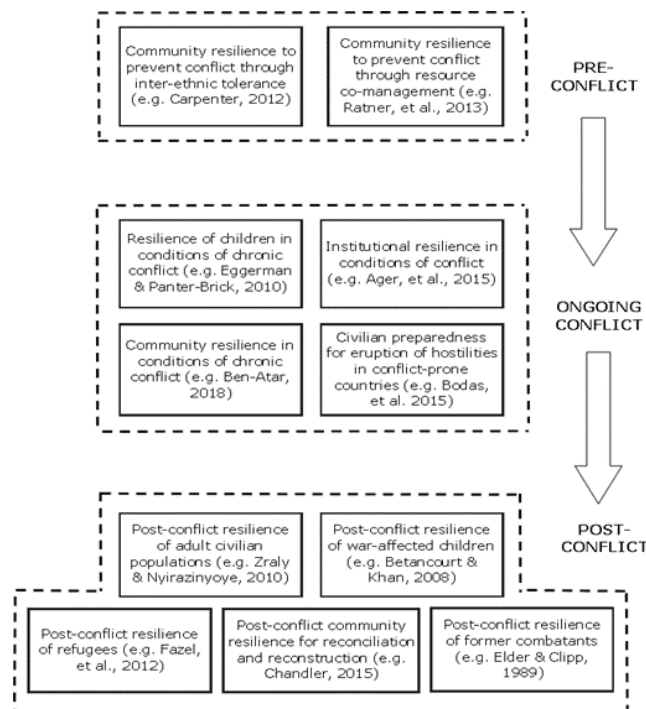 Community resilience to
prevent conflict through
inter-ethnic tolerance
(e.g. Carpenter, 2012)
Community resilience
to prevent conflict
through resource
co-management (e.g.
Ratner, et al., 2013)
PRE-
CONFLICT
Resilience of children in
conditions of chronic
conflict (e.g. Eggerman
& Panter-Brick, 2010)
Institutional resilience in
conditions of conflict
(e.g. Ager, et al., 2015)
ONGOING
CONFLICT
Community resilience in
conditions of chronic
conflict (e.g. Ben-Atar,
2018)
Civilian preparedness
for eruption of hostilities
in conflict-prone
countries (e.g. Bodas,
et al. 2015)
Post-conflict resilience
of adult civilian
populations (e.g. Zraly
& Nyirazinyoye, 2010)
Post-conflict resilience
of war-affected children
(e.g. Betancourt &
Khan, 2008)
POST-
CONFLICT
Post-conflict resilience
of refugees (e.g. Fazel,
et al., 2012)
Post-conflict community
resilience for reconciliation
and reconstruction (e.g.
Chandler, 2015)
Post-conflict resilience
of former combatants
(e.g. Elder & Clipp,
1989)